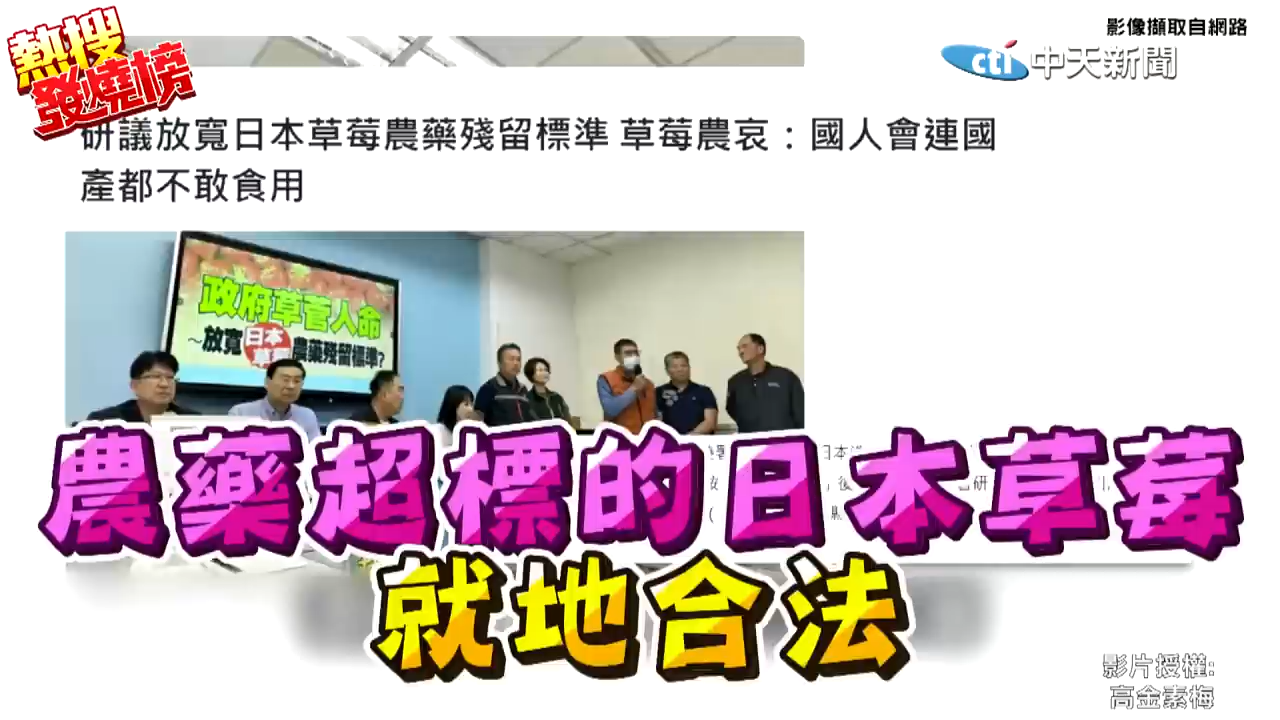 影像擷取自網路
熱搜
發燒榜
cti 中天新聞
研議放寬日本草莓農藥殘留標準 草莓農哀：國人會連國
產都不敢食用
政府草菅人命
～放寬日本草莓農藥殘留標準？
農藥超標的日本草莓
就地合法
影片授權:
高金素梅